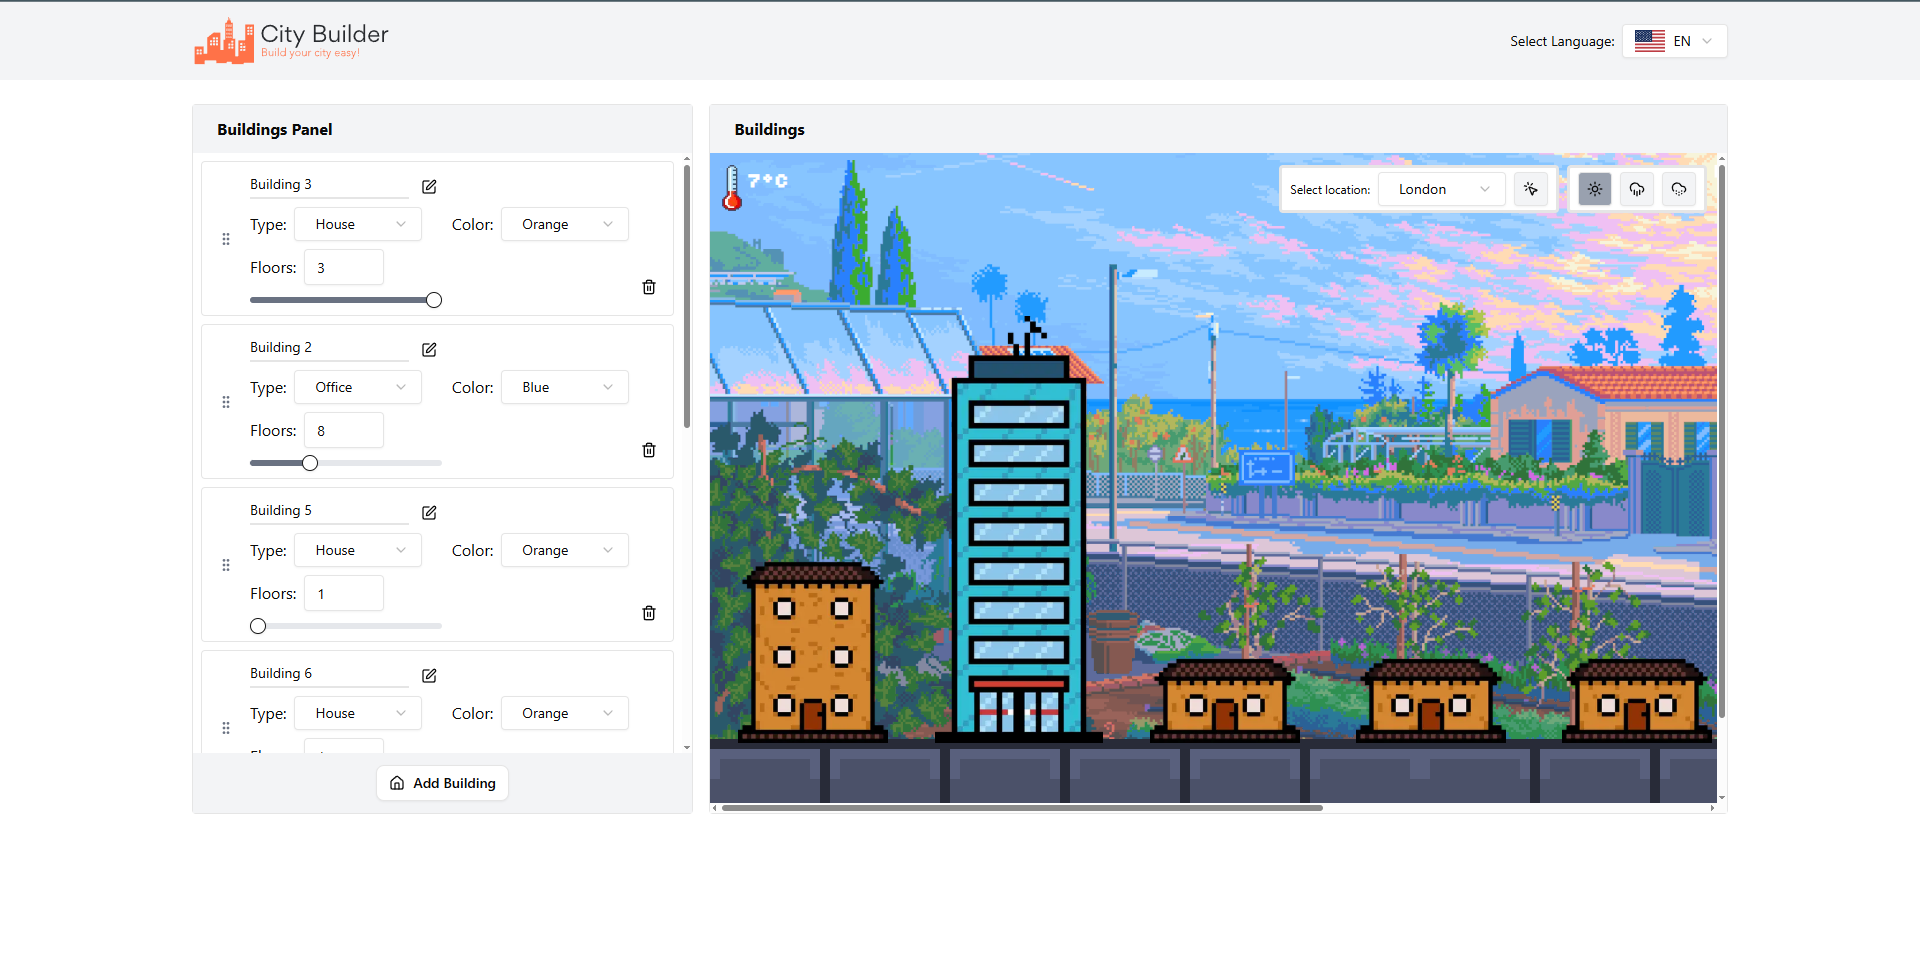 City Builder
Build your city easy!
Select Language: EN
Buildings Panel
Building 3
Type: House Color: Orange
Floors: 3
Building 2
Type: Office Color: Blue
Floors: 8
Building 5
Type: House Color: Orange
Floors: 1
Building 6
Type: House Color: Orange
Add Building
Buildings
7°C
Select location: London